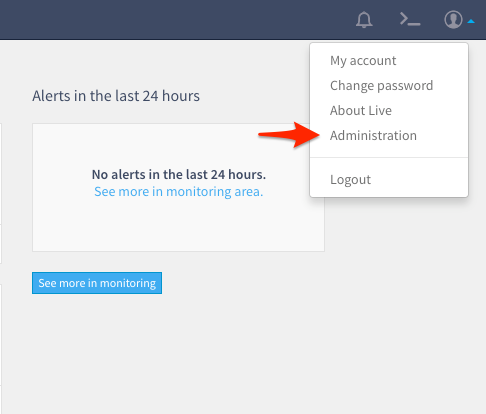 My account
Change password
About Live
Administration
Logout
Alerts in the last 24 hours
No alerts in the last 24 hours.
See more in monitoring area.
See more in monitoring